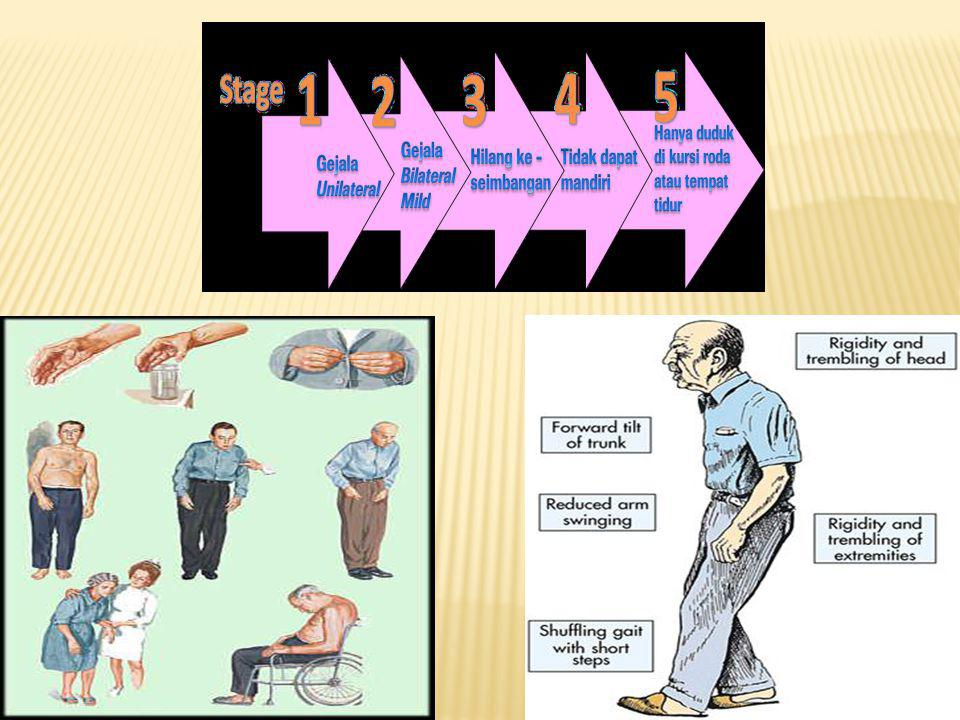 Stage 1 2 3 4 5
Gejala
Unilateral
Gejala
Bilateral
Mild
Hilang ke -
seimbangan
Tidak dapat
mandiri
Hanya duduk
di kursi roda
atau tempat
tidur
Rigidity and
trembling of head
Forward tilt
of trunk
Reduced arm
swinging
Rigidity and
trembling of
extremities
Shuffling gait
with short
steps